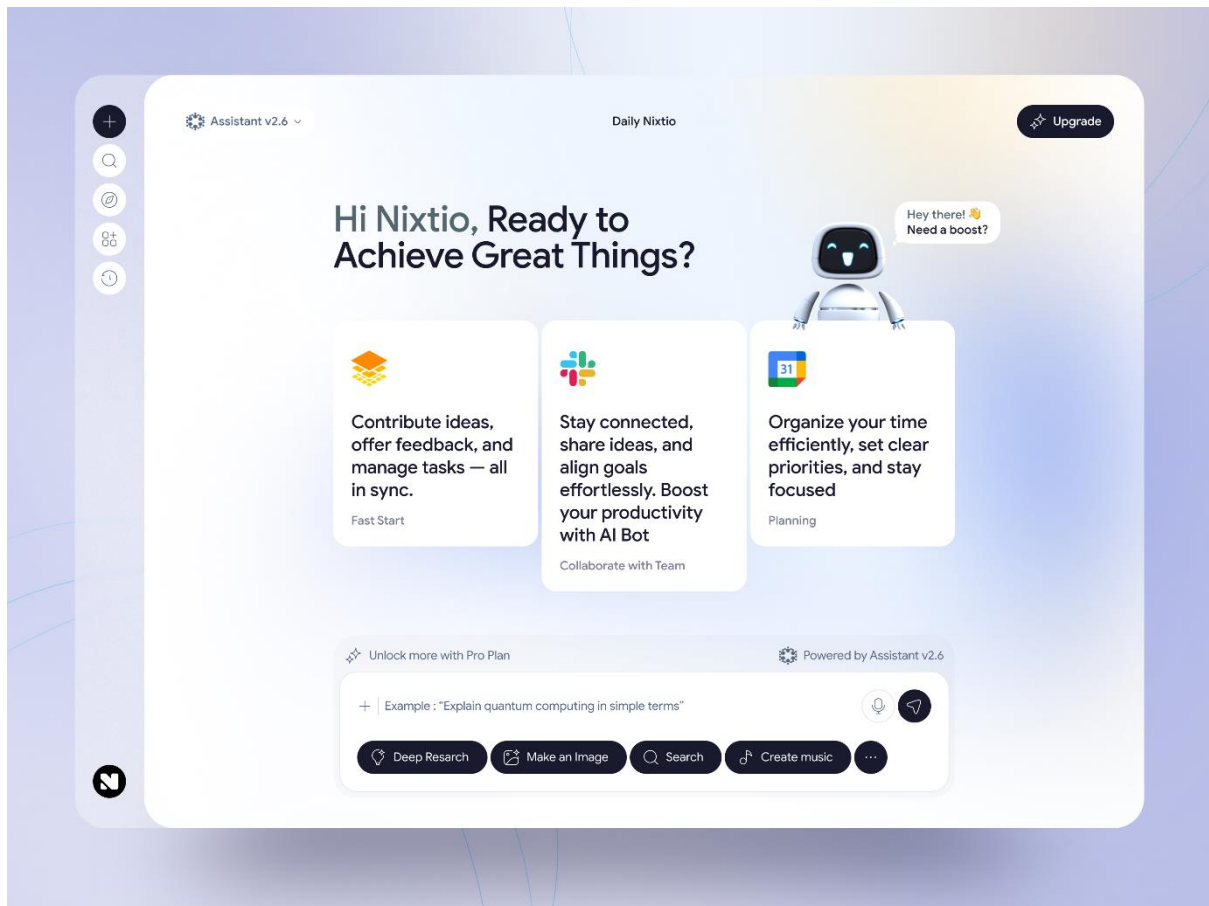 Assistant v2.6
Daily Nixtio
Upgrade
Hi Nixtio, Ready to
Achieve Great Things?
Hey there! 👋
Need a boost?
31
Contribute ideas,
offer feedback, and
manage tasks — all
in sync.
Fast Start
Stay connected,
share ideas, and
align goals
effortlessly. Boost
your productivity
with AI Bot
Collaborate with Team
Organize your time
efficiently, set clear
priorities, and stay
focused
Planning
Unlock more with Pro Plan
Powered by Assistant v2.6
Example : "Explain quantum computing in simple terms"
Deep Resarch
Make an Image
Search
Create music
N